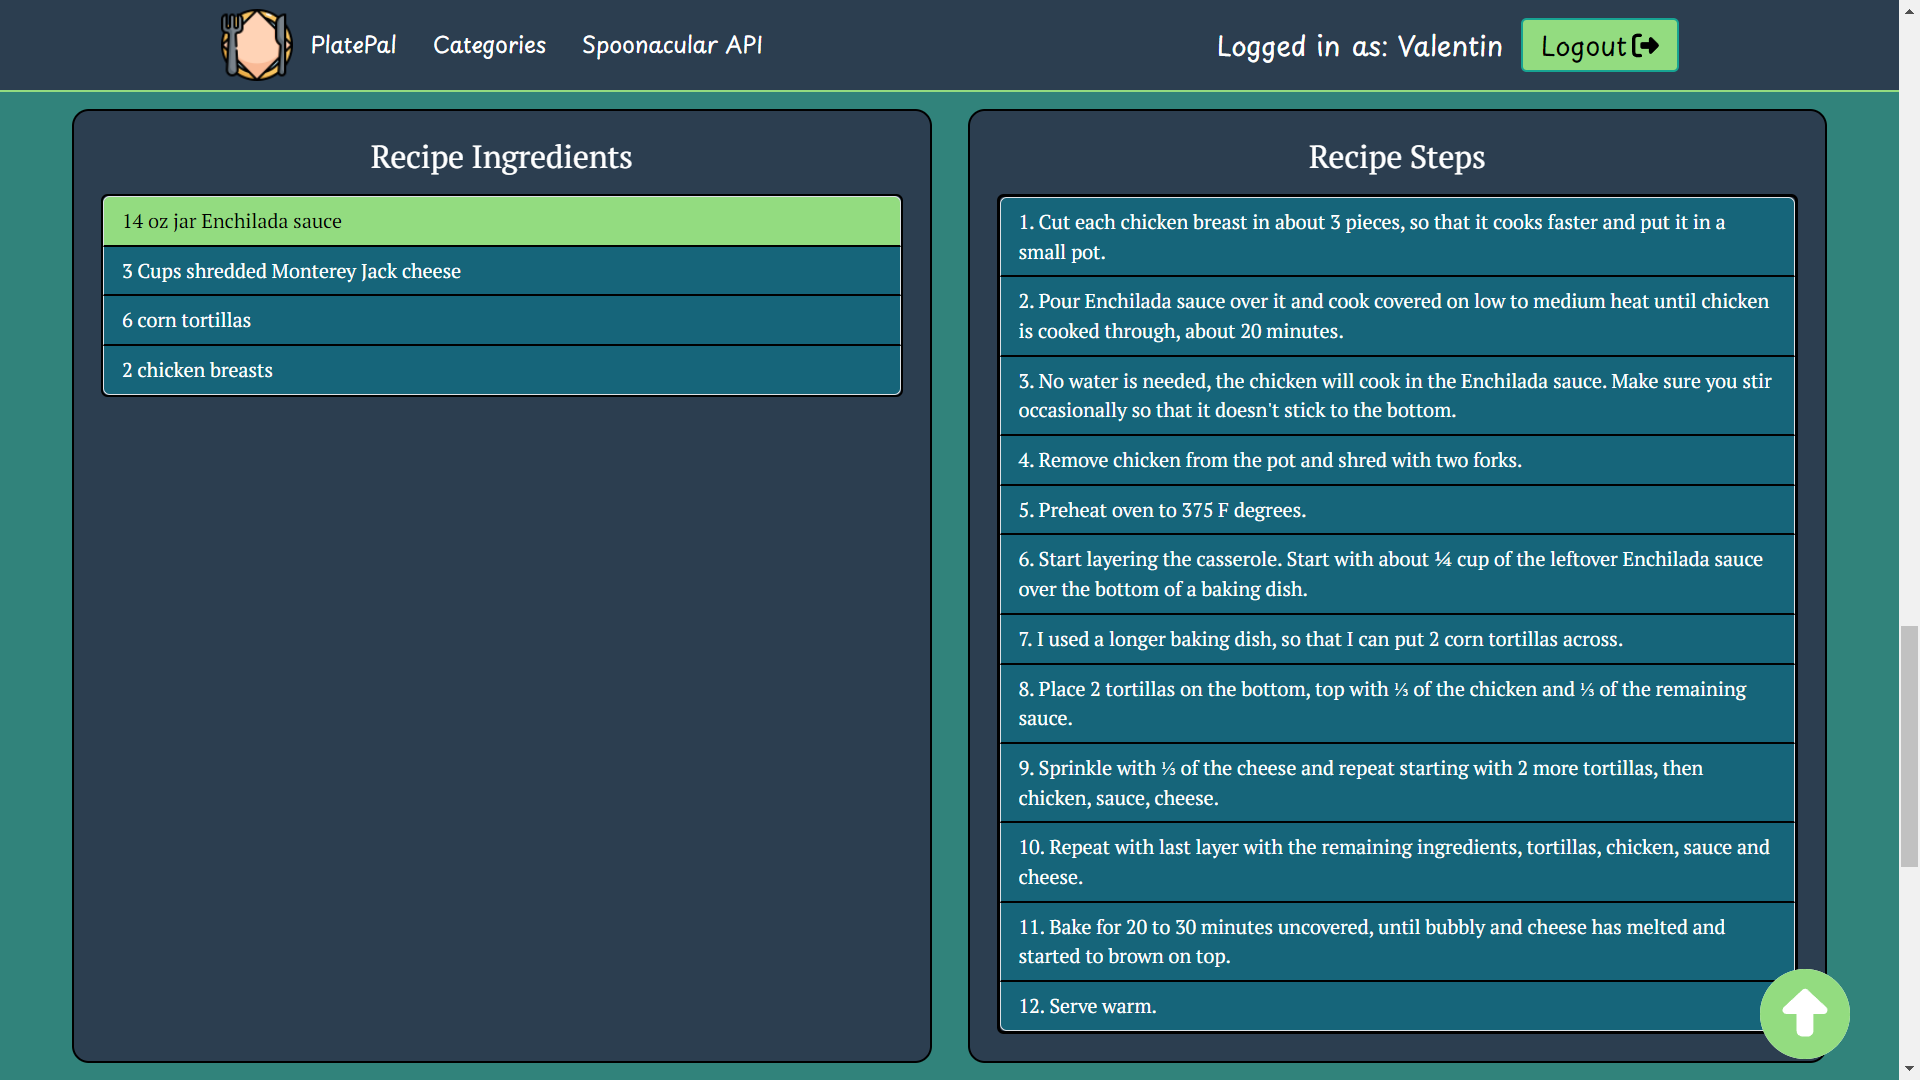 PlatePal
Categories
Spoonacular API
Logged in as: Valentin
Logout
Recipe Ingredients
14 oz jar Enchilada sauce
3 Cups shredded Monterey Jack cheese
6 corn tortillas
2 chicken breasts
Recipe Steps
1. Cut each chicken breast in about 3 pieces, so that it cooks faster and put it in a
small pot.
2. Pour Enchilada sauce over it and cook covered on low to medium heat until chicken
is cooked through, about 20 minutes.
3. No water is needed, the chicken will cook in the Enchilada sauce. Make sure you stir
occasionally so that it doesn't stick to the bottom.
4. Remove chicken from the pot and shred with two forks.
5. Preheat oven to 375 F degrees.
6. Start layering the casserole. Start with about ¼ cup of the leftover Enchilada sauce
over the bottom of a baking dish.
7. I used a longer baking dish, so that I can put 2 corn tortillas across.
8. Place 2 tortillas on the bottom, top with ⅓ of the chicken and ⅓ of the remaining
sauce.
9. Sprinkle with ⅓ of the cheese and repeat starting with 2 more tortillas, then
chicken, sauce, cheese.
10. Repeat with last layer with the remaining ingredients, tortillas, chicken, sauce and
cheese.
11. Bake for 20 to 30 minutes uncovered, until bubbly and cheese has melted and
started to brown on top.
12. Serve warm.